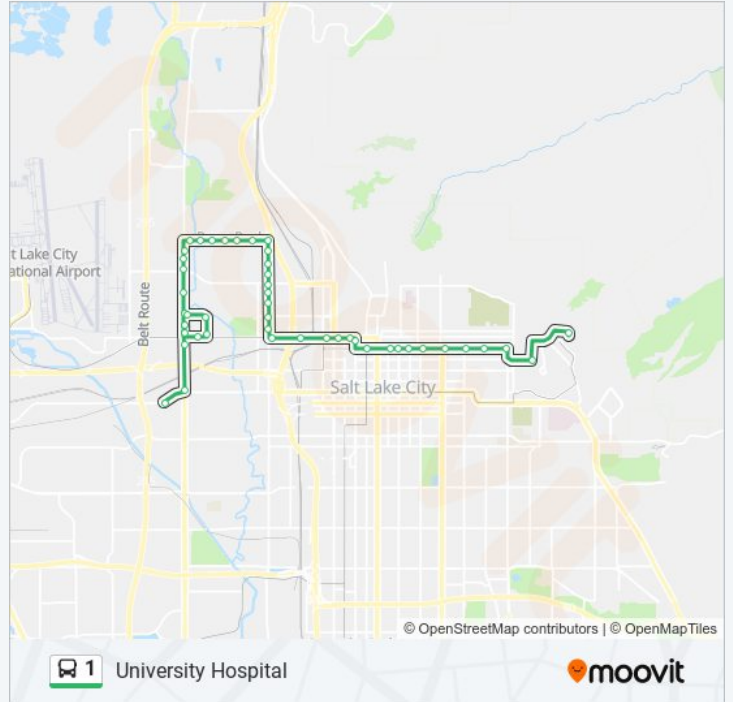 t Lake City
ational Airport
Belt Route
Salt Lake City
© OpenStreetMap contributors | © OpenMapTiles
1 University Hospital
moovit